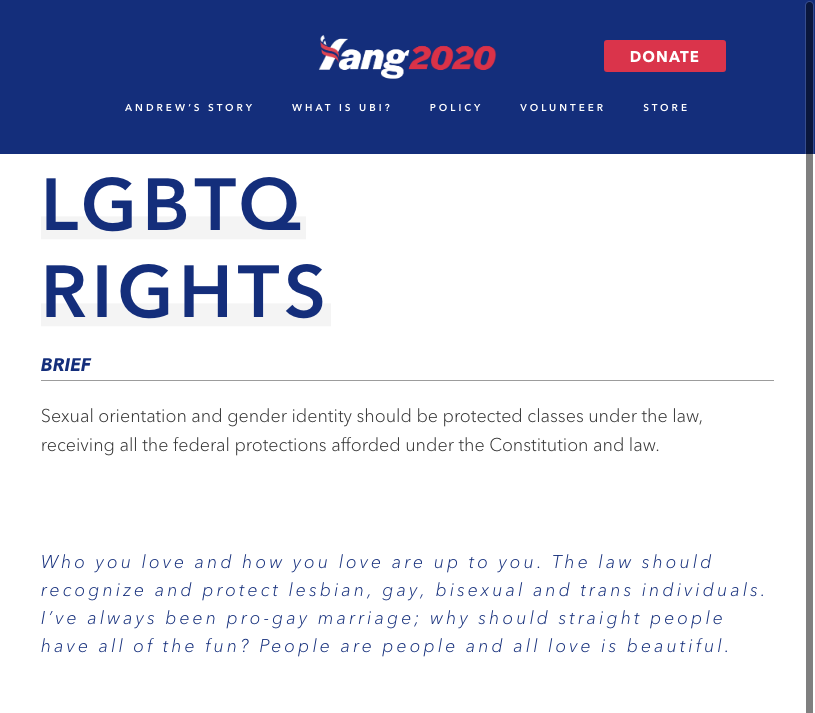 Yang2020
DONATE
ANDREW'S STORY WHAT IS UBI? POLICY VOLUNTEER STORE
LGBTQ
RIGHTS
BRIEF
Sexual orientation and gender identity should be protected classes under the law,
receiving all the federal protections afforded under the Constitution and law.
Who you love and how you love are up to you. The law should
recognize and protect lesbian, gay, bisexual and trans individuals.
I've always been pro-gay marriage; why should straight people
have all of the fun? People are people and all love is beautiful.